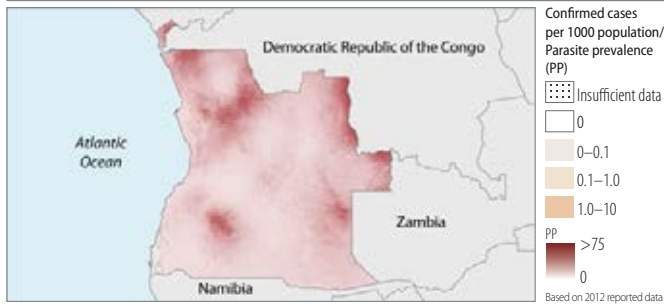 Democratic Republic of the Congo
Atlantic
Ocean
Zambia
Namibia
Confirmed cases
per 1000 population/
Parasite prevalence
(PP)
Insufficient data
0
0–0.1
0.1–1.0
1.0–10
PP
>75
0
Based on 2012 reported data